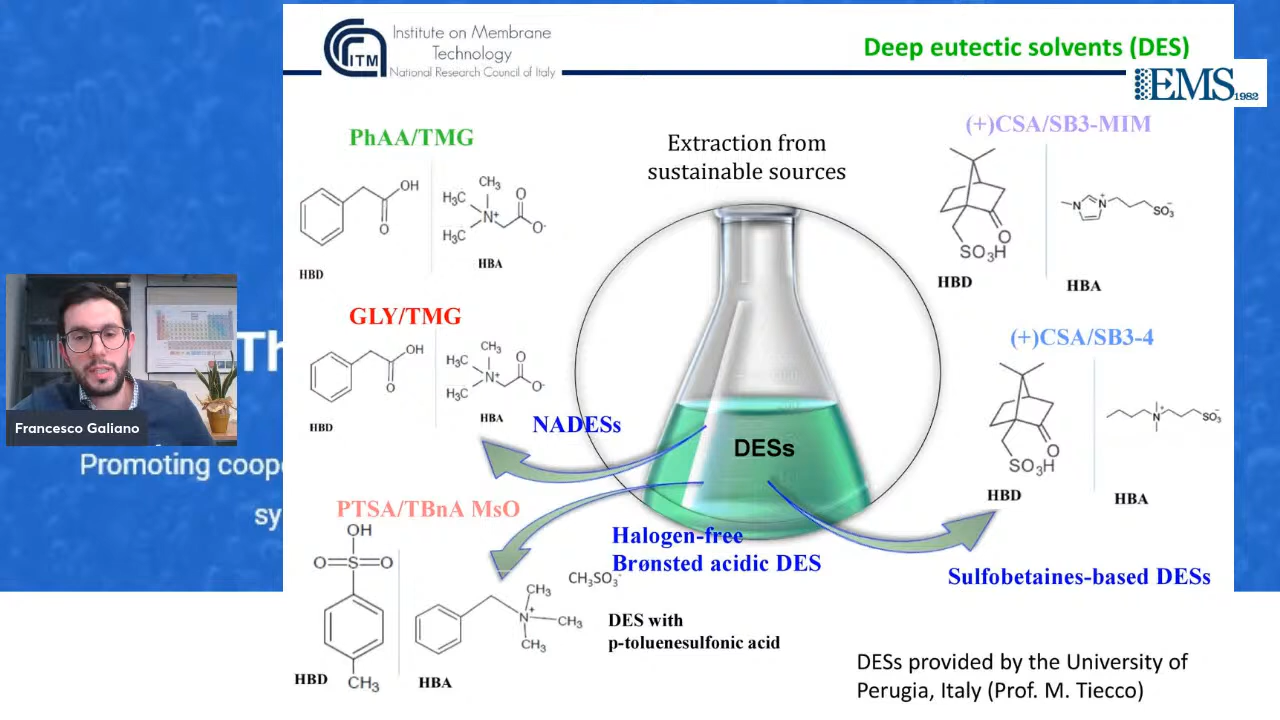 Institute on Membrane
Technology
National Research Council of Italy
ITM
Deep eutectic solvents (DES)
EMS 1982
PhAA/TMG
OH
O
HBD
CH3
H3C
N+
H3C
O
O-
HBA
Extraction from
sustainable sources
(+)CSA/SB3-MIM
O
SO3H
HBD
N
N+
SO3-
HBA
GLY/TMG
OH
O
HBD
CH3
H3C
N+
H3C
O
O-
HBA
NADESs
DESs
(+)CSA/SB3-4
O
SO3H
HBD
N+
SO3-
HBA
Th
Francesco Galiano
Promoting coop
sy
PTSA/TBnA MsO
OH
O=S=O
CH3
HBD
CH3SO3-
CH3
N+
CH3
CH3
HBA
Halogen-free
Brønsted acidic DES
DES with
p-toluenesulfonic acid
Sulfobetaines-based DESs
DESs provided by the University of
Perugia, Italy (Prof. M. Tiecco)